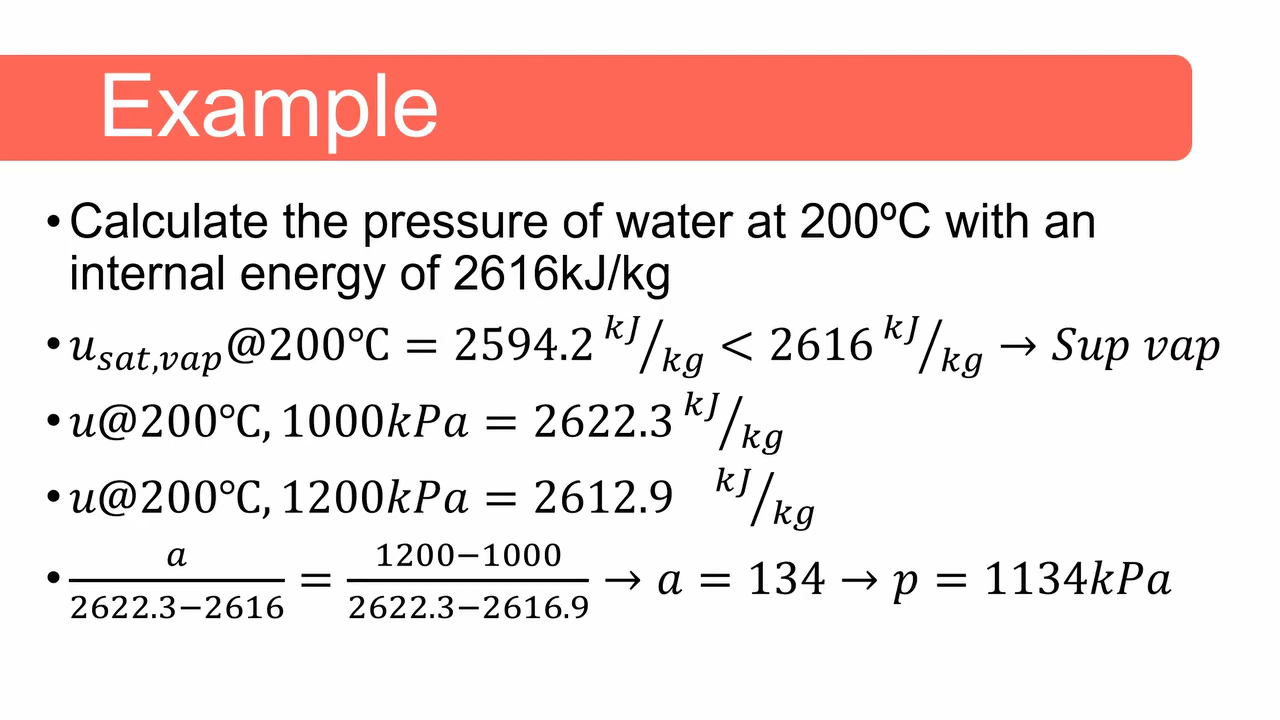 Example
• Calculate the pressure of water at 200ºC with an
internal energy of 2616kJ/kg
• u_{sat,vap}@200℃ = 2594.2 kJ/kg < 2616 kJ/kg → Sup vap
• u@200℃, 1000kPa = 2622.3 kJ/kg
• u@200℃, 1200kPa = 2612.9 kJ/kg
• a/(2622.3−2616) = (1200−1000)/(2622.3−2616.9) → a = 134 → p = 1134kPa